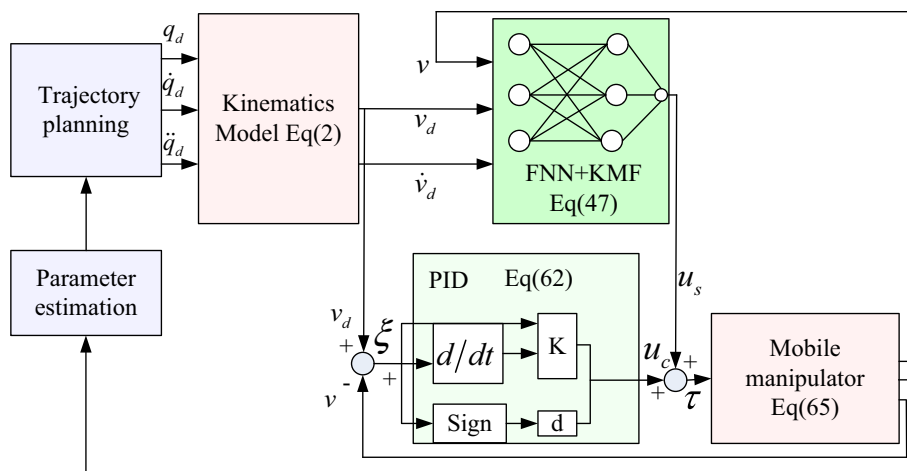 q_d
q̇_d
q̈_d
Trajectory
planning
Kinematics
Model Eq(2)
v
v_d
v̇_d
FNN+KMF
Eq(47)
Parameter
estimation
PID
Eq(62)
u_s
v_d
+
ξ
v
-
+
d/dt
K
Sign
d
u_c
+
+
τ
Mobile
manipulator
Eq(65)